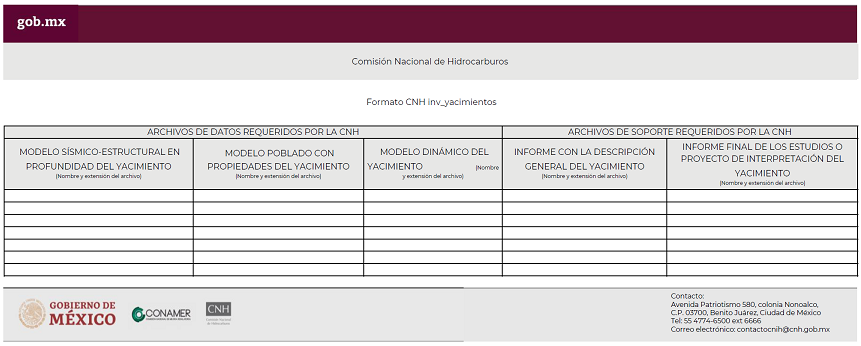 gob.mx
Comisión Nacional de Hidrocarburos
Formato CNH inv_yacimientos
ARCHIVOS DE DATOS REQUERIDOS POR LA CNH
ARCHIVOS DE SOPORTE REQUERIDOS POR LA CNH
MODELO SÍSMICO-ESTRUCTURAL EN
PROFUNDIDAD DEL YACIMIENTO
(Nombre y extensión del archivo)
MODELO POBLADO CON
PROPIEDADES DEL YACIMIENTO
(Nombre y extensión del archivo)
MODELO DINÁMICO DEL
YACIMIENTO (Nombre
y extensión del archivo)
INFORME CON LA DESCRIPCIÓN
GENERAL DEL YACIMIENTO
(Nombre y extensión del archivo)
INFORME FINAL DE LOS ESTUDIOS O
PROYECTO DE INTERPRETACIÓN DEL
YACIMIENTO
(Nombre y extensión del archivo)
GOBIERNO DE
MÉXICO
CONAMER
CNH
Comisión Nacional
de Hidrocarburos
Contacto:
Avenida Patriotismo 580, colonia Nonoalco,
C.P. 03700, Benito Juárez, Ciudad de México
Tel: 55 4774-6500 ext 6666
Correo electrónico: contactocnih@cnh.gob.mx